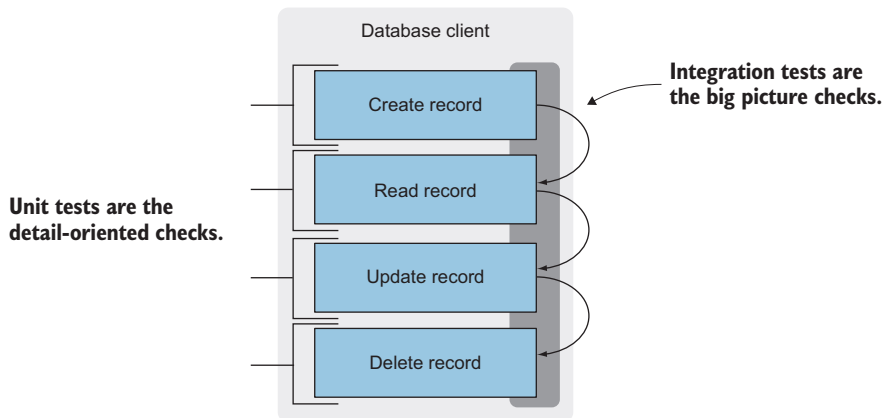 Database client
Create record
Integration tests are
the big picture checks.
Read record
Unit tests are the
detail-oriented checks.
Update record
Delete record